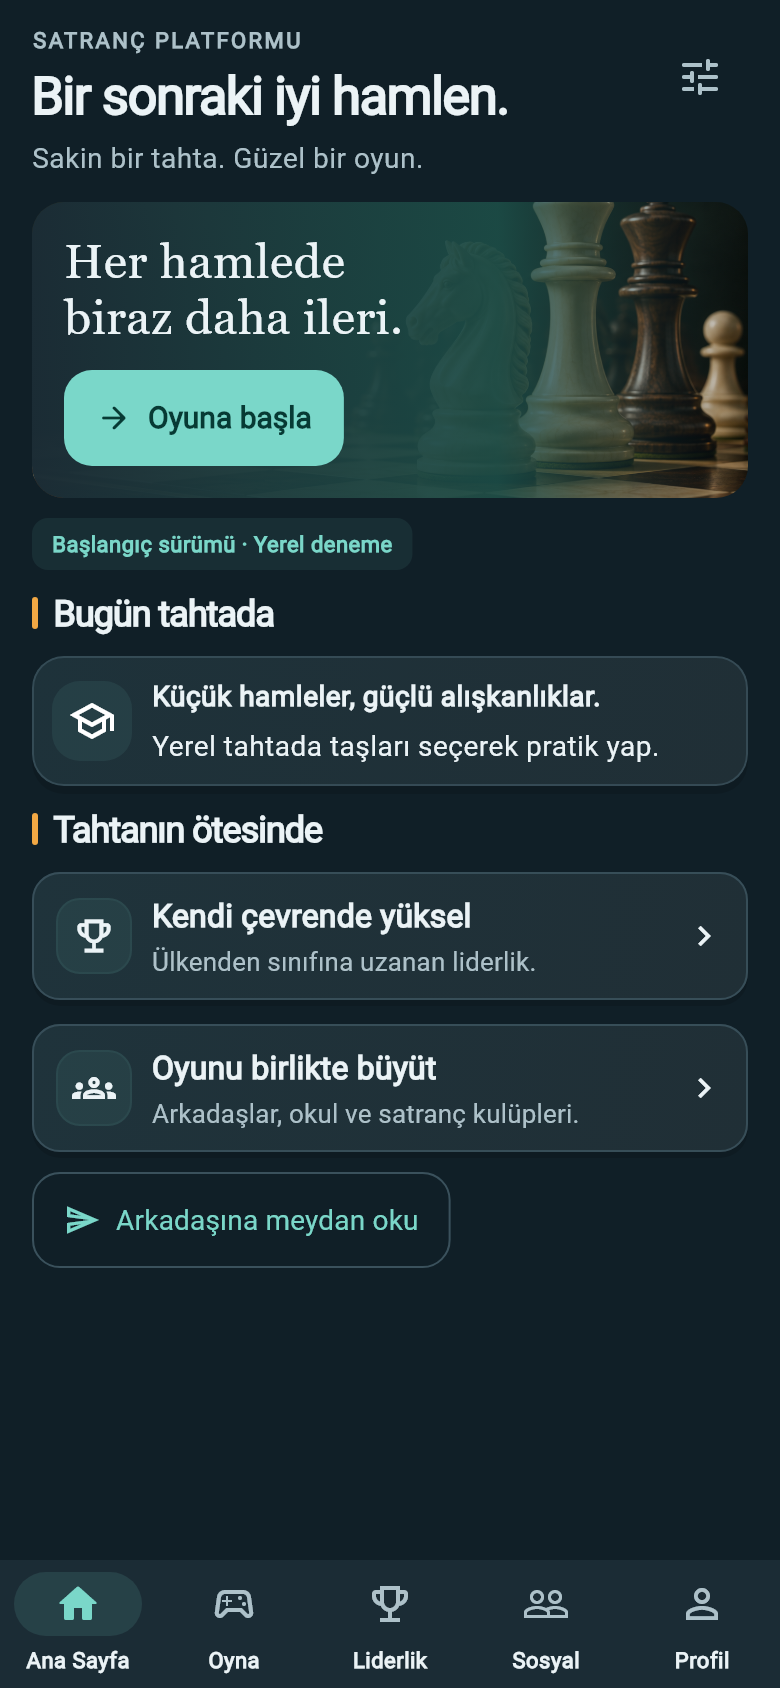 SATRANÇ PLATFORMU
Bir sonraki iyi hamlen.
Sakin bir tahta. Güzel bir oyun.
Her hamlede
biraz daha ileri.
Oyuna başla
Başlangıç sürümü · Yerel deneme
Bugün tahtada
Küçük hamleler, güçlü alışkanlıklar.
Yerel tahtada taşları seçerek pratik yap.
Tahtanın ötesinde
Kendi çevrende yüksel
Ülkenden sınıfına uzanan liderlik.
Oyunu birlikte büyüt
Arkadaşlar, okul ve satranç kulüpleri.
Arkadaşına meydan oku
Ana Sayfa Oyna Liderlik Sosyal Profil